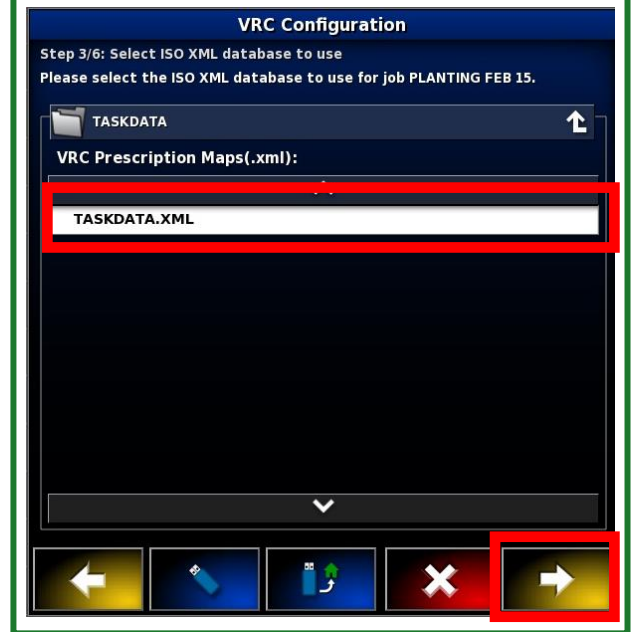 VRC Configuration
Step 3/6: Select ISO XML database to use
Please select the ISO XML database to use for job PLANTING FEB 15.
TASKDATA
VRC Prescription Maps(.xml):
TASKDATA.XML